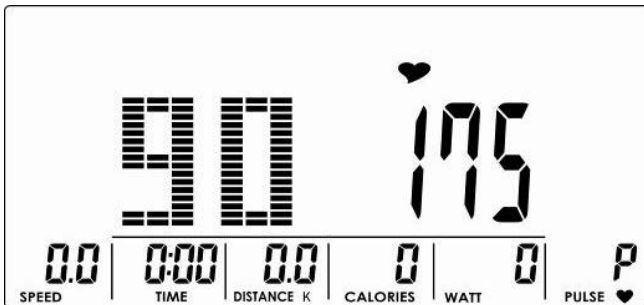 90 175
0.0 0:00 0.0 0 0 P
SPEED TIME DISTANCE K CALORIES WATT PULSE